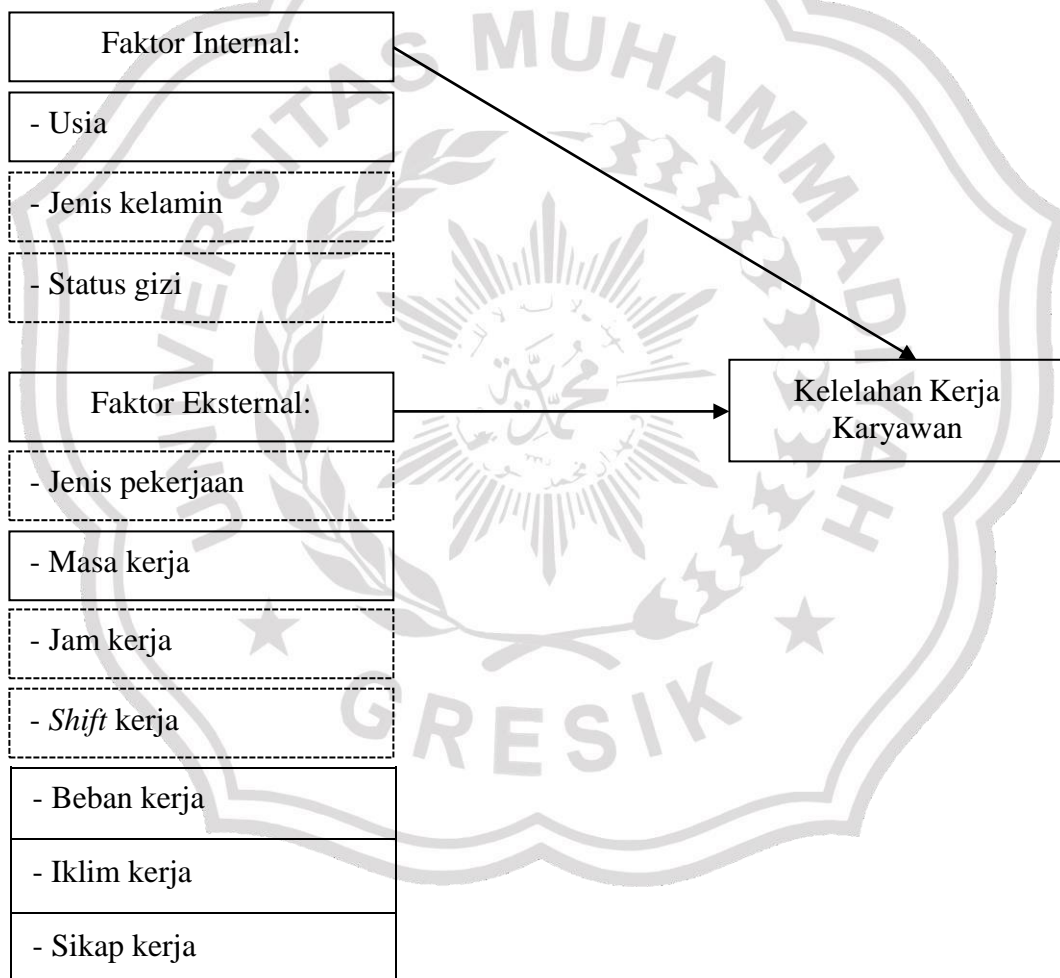 UNIVERSITAS MUHAMMADIYAH
GRESIK
Faktor Internal:
- Usia
- Jenis kelamin
- Status gizi
Faktor Eksternal:
- Jenis pekerjaan
- Masa kerja
- Jam kerja
- Shift kerja
- Beban kerja
- Iklim kerja
- Sikap kerja
Kelelahan Kerja
Karyawan